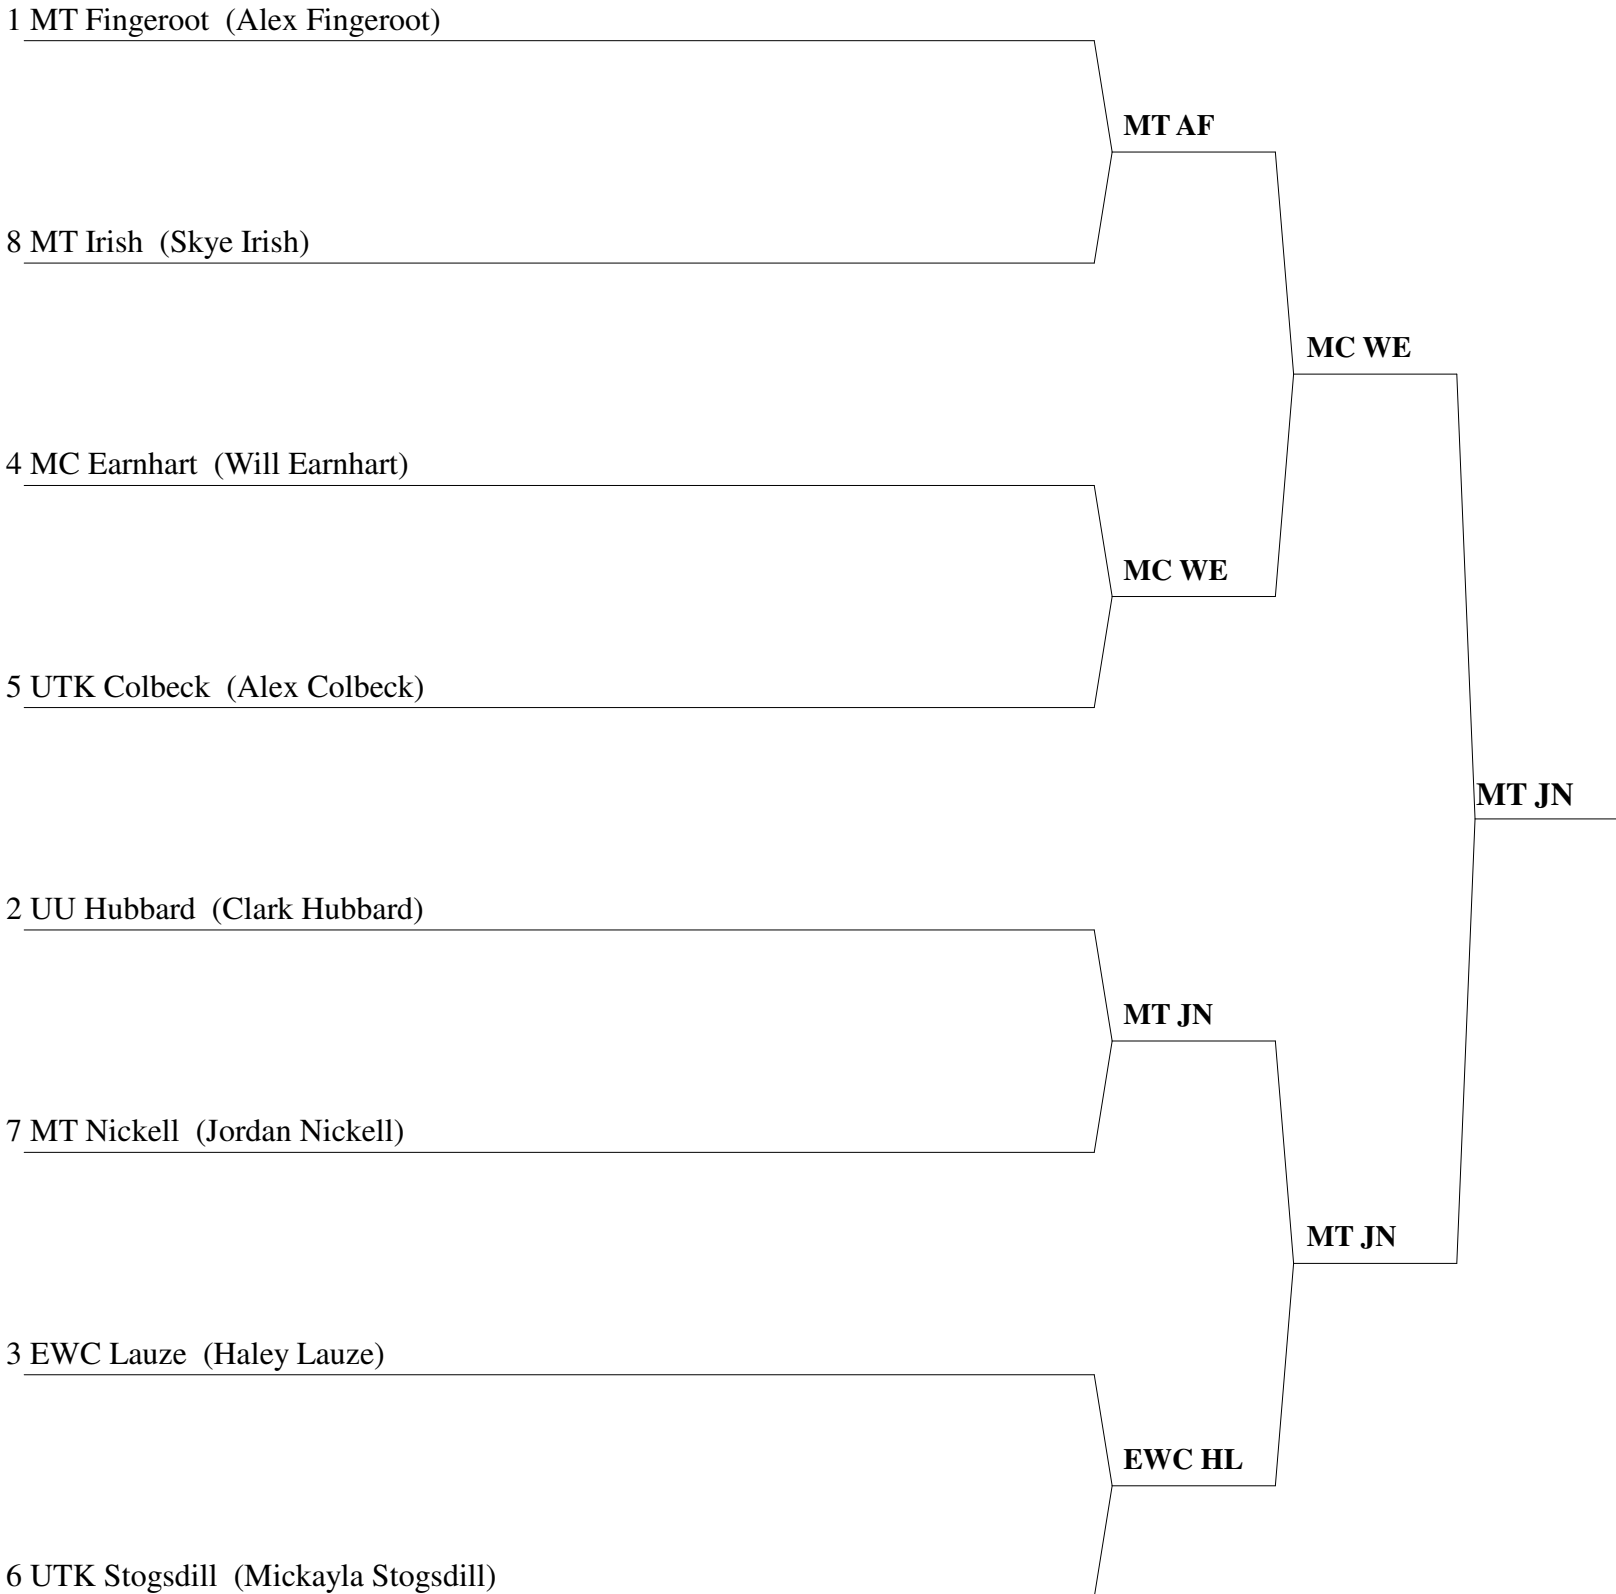 1 MT Fingeroot (Alex Fingeroot)
MT AF
8 MT Irish (Skye Irish)
MC WE
4 MC Earnhart (Will Earnhart)
MC WE
5 UTK Colbeck (Alex Colbeck)
MT JN
2 UU Hubbard (Clark Hubbard)
MT JN
7 MT Nickell (Jordan Nickell)
MT JN
3 EWC Lauze (Haley Lauze)
EWC HL
6 UTK Stogsdill (Mickayla Stogsdill)